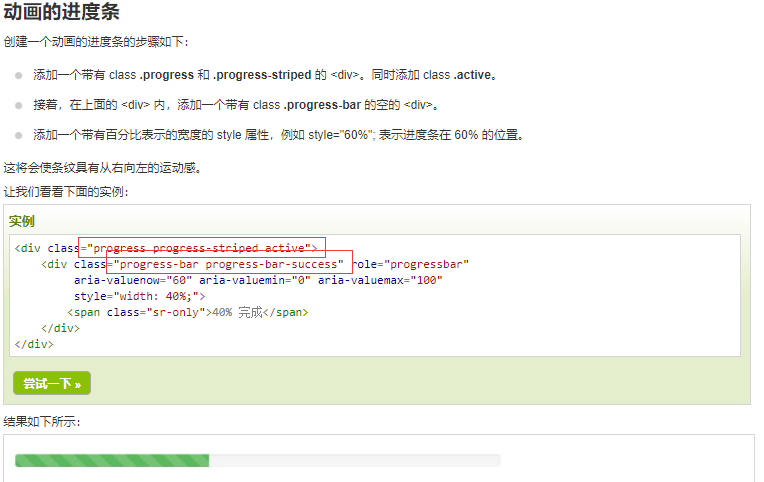 动画的进度条
创建一个动画的进度条的步骤如下：
添加一个带有 class .progress 和 .progress-striped 的 <div>。同时添加 class .active。
接着，在上面的 <div> 内，添加一个带有 class .progress-bar 的空的 <div>。
添加一个带有百分比表示的宽度的 style 属性，例如 style="60%"; 表示进度条在 60% 的位置。
这将会使条纹具有从右向左的运动感。
让我们看看下面的实例：
实例
<div class="progress progress-striped active">
<div class="progress-bar progress-bar-success" role="progressbar"
aria-valuenow="60" aria-valuemin="0" aria-valuemax="100"
style="width: 40%;">
<span class="sr-only">40% 完成</span>
</div>
</div>
尝试一下 »
结果如下所示：